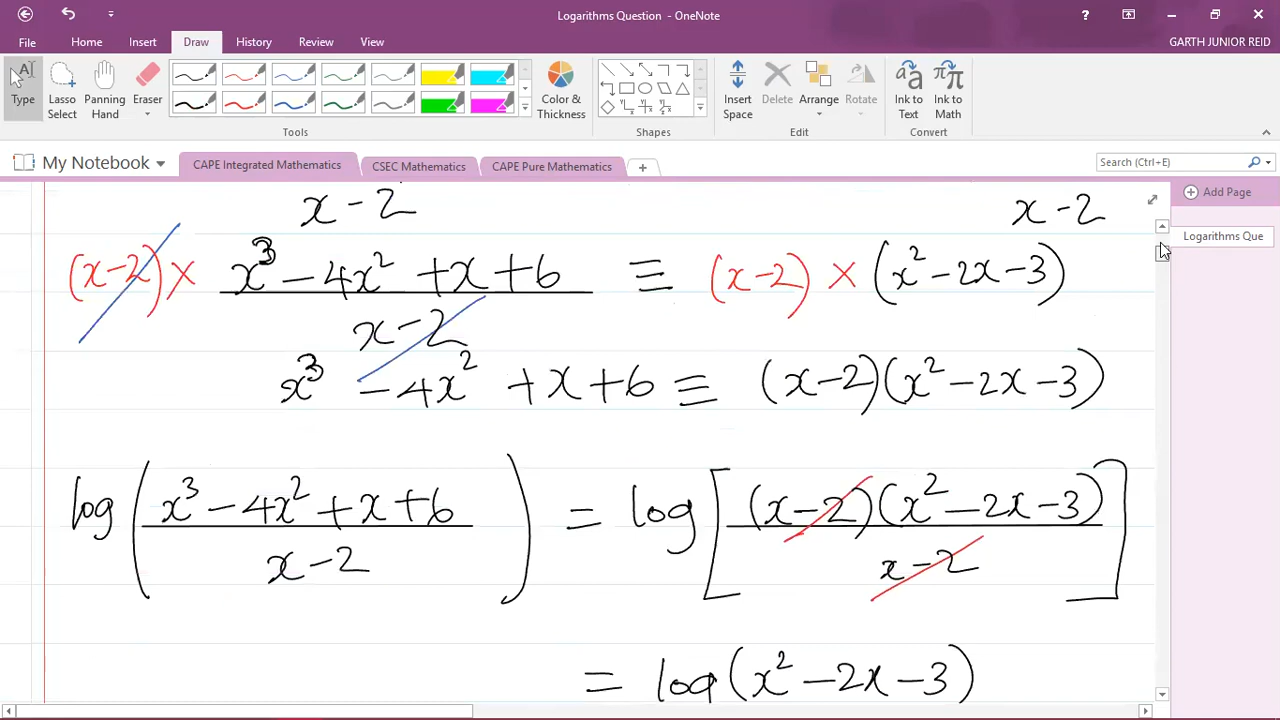 Logarithms Question - OneNote
GARTH JUNIOR REID
File Home Insert Draw History Review View
Type Lasso Select Panning Hand Eraser Color & Thickness Insert Space Delete Arrange Rotate Ink to Text Ink to Math
Tools Shapes Edit Convert
My Notebook CAPE Integrated Mathematics CSEC Mathematics CAPE Pure Mathematics + Search (Ctrl+E)
Add Page
Logarithms Que
x - 2 x - 2
(x-2) × (x³ - 4x² + x + 6)/(x - 2) ≡ (x-2) × (x² - 2x - 3)
x³ - 4x² + x + 6 ≡ (x-2)(x² - 2x - 3)
log((x³ - 4x² + x + 6)/(x - 2)) = log[(x-2)(x² - 2x - 3)/(x - 2)]
= log(x² - 2x - 3)